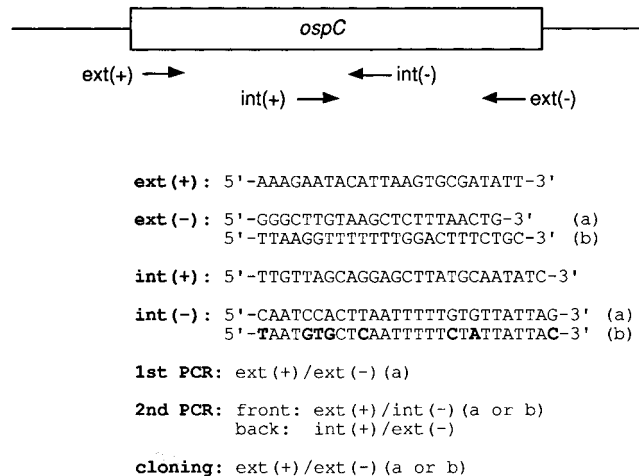 ospC
ext(+)
int(-)
int(+)
ext(-)
ext(+): 5'-AAAGAATACATTAAGTGCGATATT-3'
ext(-): 5'-GGGCTTGTAAGCTCTTTAACTG-3' (a)
5'-TTAAGGTTTTTTTGGACTTTCTGC-3' (b)
int(+): 5'-TTGTTAGCAGGAGCTTATGCAATATC-3'
int(-): 5'-CAATCCACTTAATTTTTGTGTTATTAG-3' (a)
5'-TAATGTGCTCAATTTTTCTATTATTAC-3' (b)
1st PCR: ext(+)/ext(-)(a)
2nd PCR: front: ext(+)/int(-)(a or b)
back: int(+)/ext(-)
cloning: ext(+)/ext(-)(a or b)